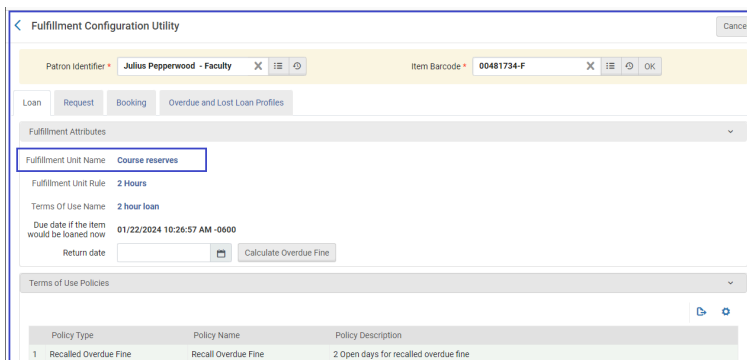 Fulfillment Configuration Utility
Cance
Patron Identifier * Julius Pepperwood - Faculty
Item Barcode * 00481734-F OK
Loan Request Booking Overdue and Lost Loan Profiles
Fulfillment Attributes
Fulfillment Unit Name Course reserves
Fulfillment Unit Rule 2 Hours
Terms Of Use Name 2 hour loan
Due date if the item
would be loaned now 01/22/2024 10:26:57 AM -0600
Return date Calculate Overdue Fine
Terms of Use Policies
Policy Type Policy Name Policy Description
1 Recalled Overdue Fine Recall Overdue Fine 2 Open days for recalled overdue fine